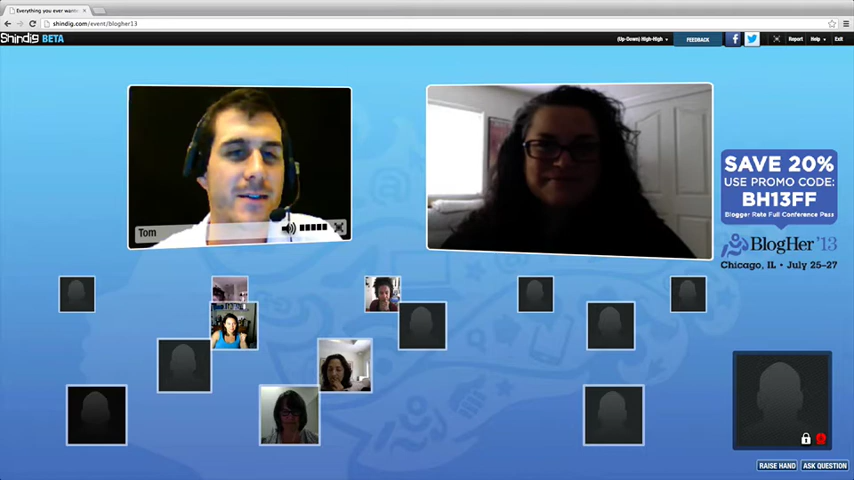 Everything you ever wan
shindig.com/event/blogher13
Shindig BETA
(Up-Down) High-High
FEEDBACK
Report
Help
Exit
Tom
SAVE 20%
USE PROMO CODE:
BH13FF
Blogger Rate Full Conference Pass
BlogHer '13
Chicago, IL • July 25-27
RAISE HAND
ASK QUESTION